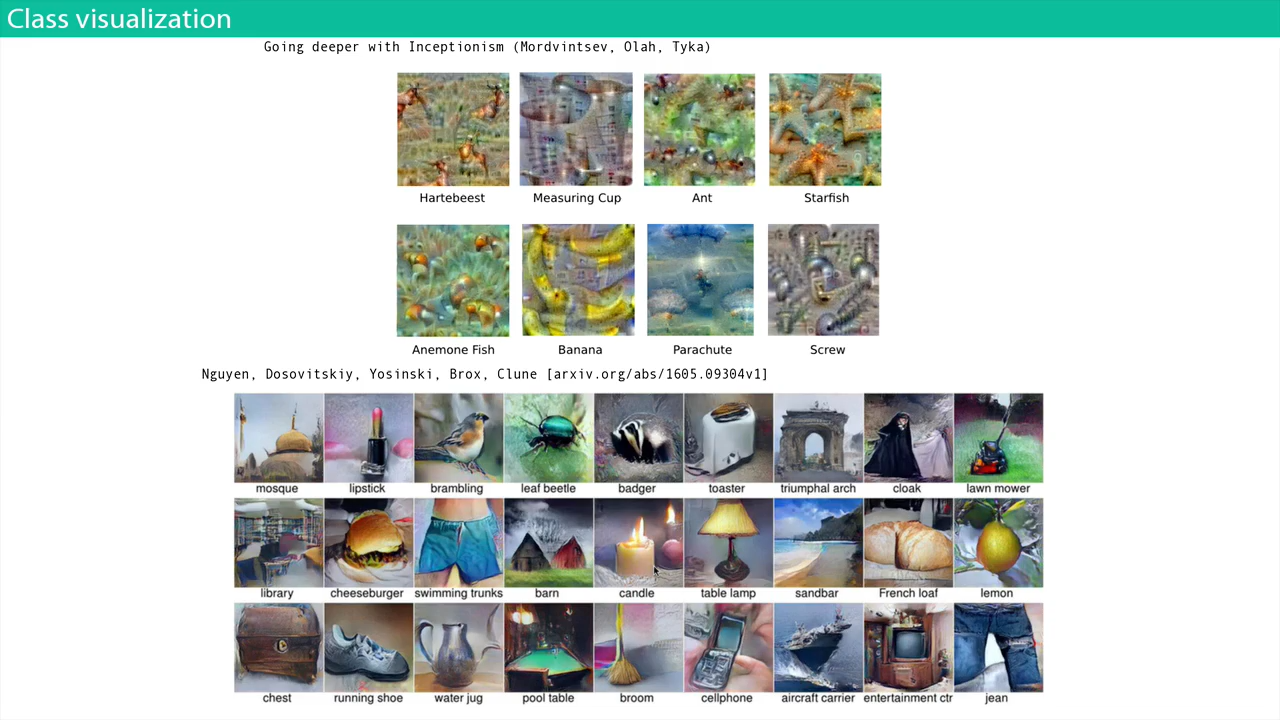 Class visualization
Going deeper with Inceptionism (Mordvintsev, Olah, Tyka)
Hartebeest Measuring Cup Ant Starfish
Anemone Fish Banana Parachute Screw
Nguyen, Dosovitskiy, Yosinski, Brox, Clune [arxiv.org/abs/1605.09304v1]
mosque lipstick brambling leaf beetle badger toaster triumphal arch cloak lawn mower
library cheeseburger swimming trunks barn candle table lamp sandbar French loaf lemon
chest running shoe water jug pool table broom cellphone aircraft carrier entertainment ctr jean